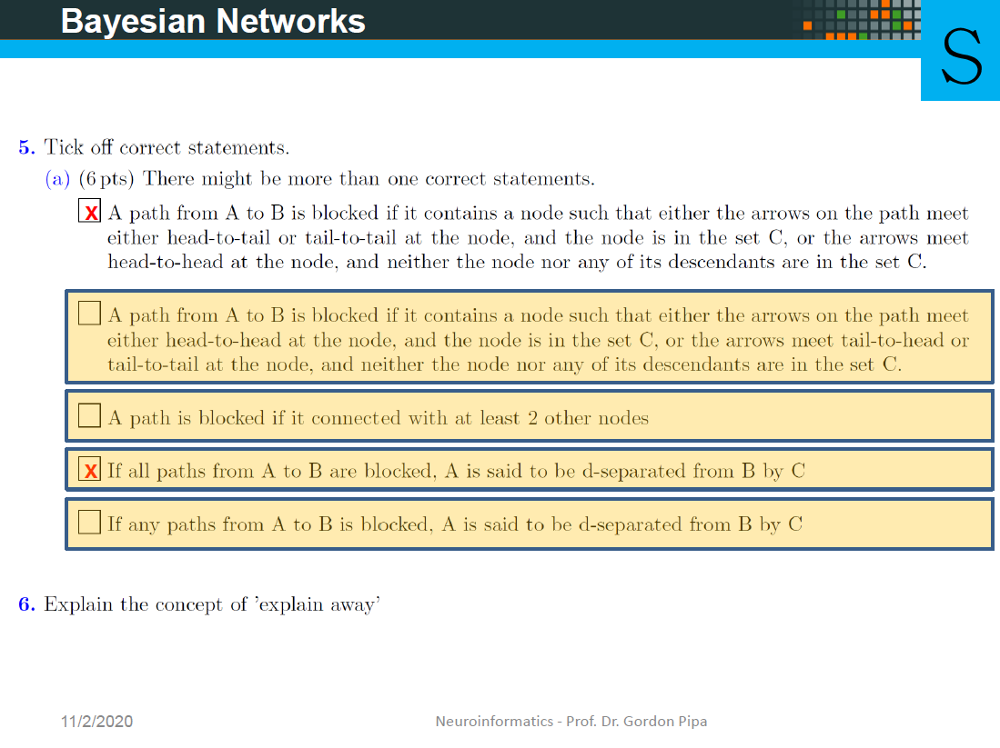 Bayesian Networks
S
5. Tick off correct statements.
(a) (6 pts) There might be more than one correct statements.
X A path from A to B is blocked if it contains a node such that either the arrows on the path meet
either head-to-tail or tail-to-tail at the node, and the node is in the set C, or the arrows meet
head-to-head at the node, and neither the node nor any of its descendants are in the set C.
A path from A to B is blocked if it contains a node such that either the arrows on the path meet
either head-to-head at the node, and the node is in the set C, or the arrows meet tail-to-head or
tail-to-tail at the node, and neither the node nor any of its descendants are in the set C.
A path is blocked if it connected with at least 2 other nodes
X If all paths from A to B are blocked, A is said to be d-separated from B by C
If any paths from A to B is blocked, A is said to be d-separated from B by C
6. Explain the concept of 'explain away'
11/2/2020
Neuroinformatics - Prof. Dr. Gordon Pipa